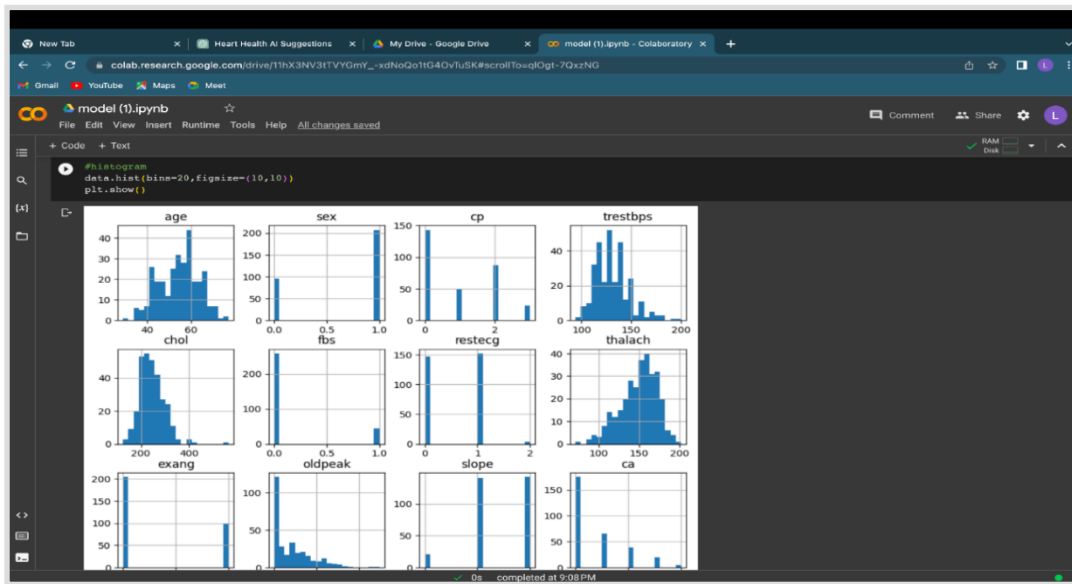 New Tab Heart Health AI Suggestions My Drive - Google Drive model (1).ipynb - Colaboratory
colab.research.google.com/drive/11hX3NV3tTVYGmY_-xdNoQo1tG4OvTuSK#scrollTo=qlOgt-7QxzNG L
Gmail YouTube Maps Meet
model (1).ipynb
Comment Share L
File Edit View Insert Runtime Tools Help All changes saved
+ Code + Text RAM
Disk
#histogram
data.hist(bins=20,figsize=(10,10))
plt.show()
{x}
age sex cp trestbps
40 30 20 10 0
40 60
200 150 100 50 0
0.0 0.5 1.0
150 100 50 0
0 2
40 20 0
100 150 200
chol fbs restecg thalach
40 20 0
200 400
200 100 0
0.0 0.5 1.0
150 100 50 0
0 1 2
40 30 20 10 0
100 150 200
exang oldpeak slope ca
200 150 100 50
100 50
100 50
150 100 50
0s completed at 9:08 PM